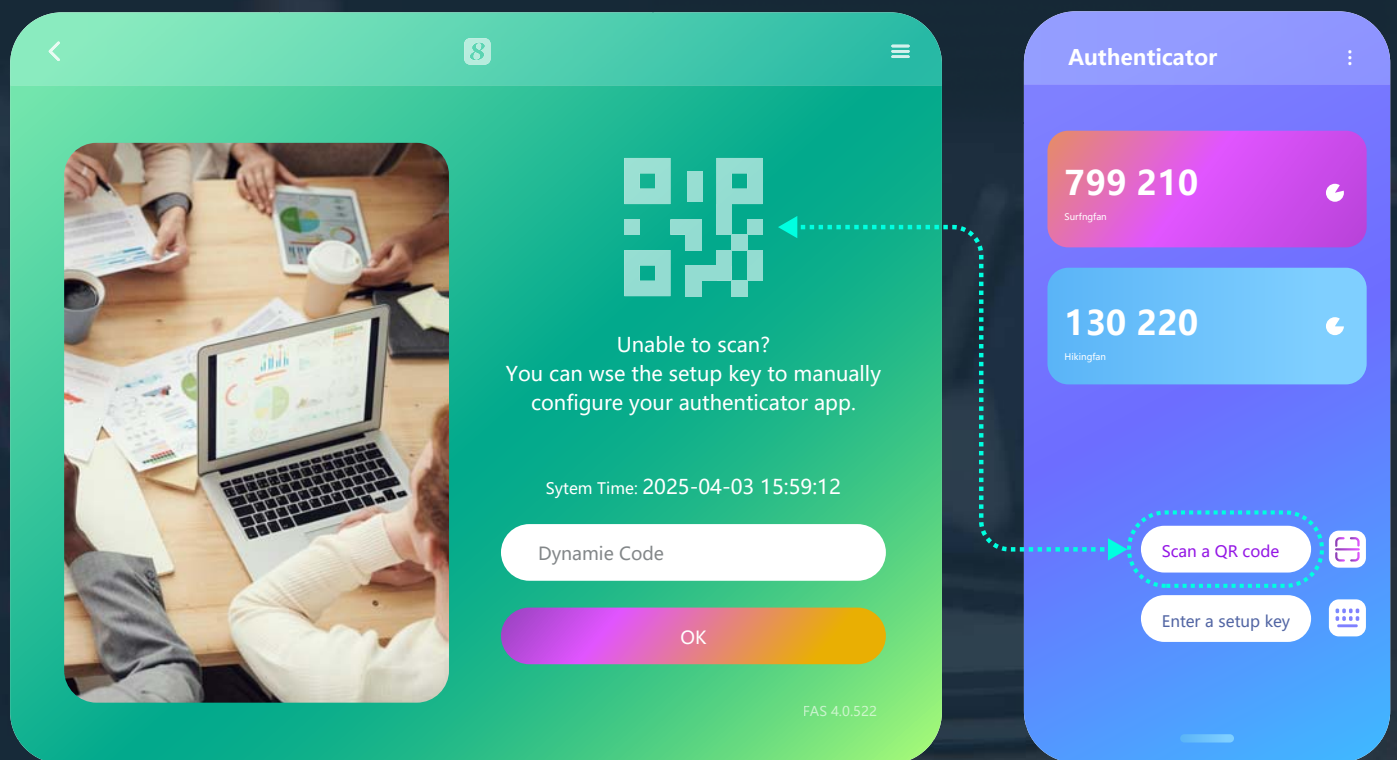 8
Unable to scan?
You can wse the setup key to manually
configure your authenticator app.
Sytem Time: 2025-04-03 15:59:12
Dynamie Code
OK
FAS 4.0.522
Authenticator
799 210
Surfngfan
130 220
Hikingfan
Scan a QR code
Enter a setup key